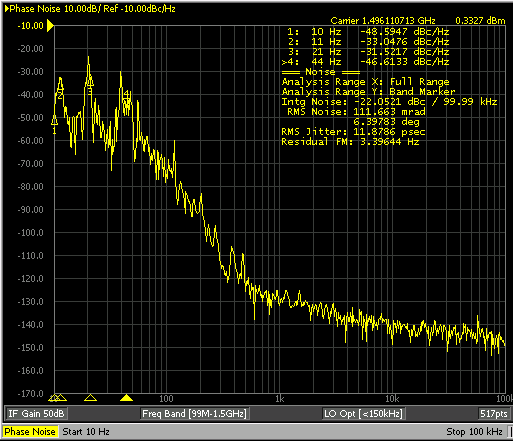 Phase Noise 10.00dB/ Ref -10.00dBc/Hz
Carrier 1.496110713 GHz 0.3327 dBm
1: 10 Hz -48.5947 dBc/Hz
2: 11 Hz -33.0476 dBc/Hz
3: 21 Hz -31.5217 dBc/Hz
>4: 44 Hz -46.6133 dBc/Hz
Noise
Analysis Range X: Full Range
Analysis Range Y: Band Marker
Intg Noise: -22.0521 dBc / 99.99 kHz
RMS Noise: 111.663 mrad
6.39783 deg
RMS Jitter: 11.8786 psec
Residual FM: 3.39644 Hz
-10.00
-20.00
-30.00
-40.00
-50.00
-60.00
-70.00
-80.00
-90.00
-100.0
-110.0
-120.0
-130.0
-140.0
-150.0
-160.0
-170.0
1
2
3
4
100 1k 10k 100k
IF Gain 50dB Freq Band [99M-1.5GHz] LO Opt [<150kHz] 517pts
Phase Noise Start 10 Hz Stop 100 kHz